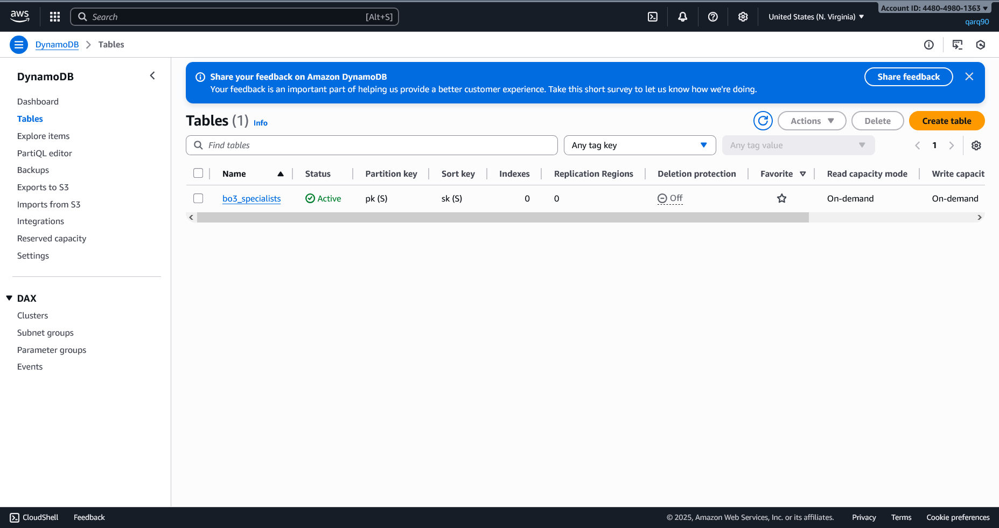 aws
Search [Alt+S]
United States (N. Virginia)
Account ID: 4480-4980-1363
qarq90
DynamoDB
Tables
DynamoDB
Dashboard
Tables
Explore items
PartiQL editor
Backups
Exports to S3
Imports from S3
Integrations
Reserved capacity
Settings
DAX
Clusters
Subnet groups
Parameter groups
Events
Share your feedback on Amazon DynamoDB
Your feedback is an important part of helping us provide a better customer experience. Take this short survey to let us know how we're doing.
Share feedback
Tables (1) Info
Actions
Delete
Create table
Find tables
Any tag key
Any tag value
1
Name Status Partition key Sort key Indexes Replication Regions Deletion protection Favorite Read capacity mode Write capacit
bo3_specialists Active pk (S) sk (S) 0 0 Off On-demand On-demand
CloudShell Feedback © 2025, Amazon Web Services, Inc. or its affiliates. Privacy Terms Cookie preferences